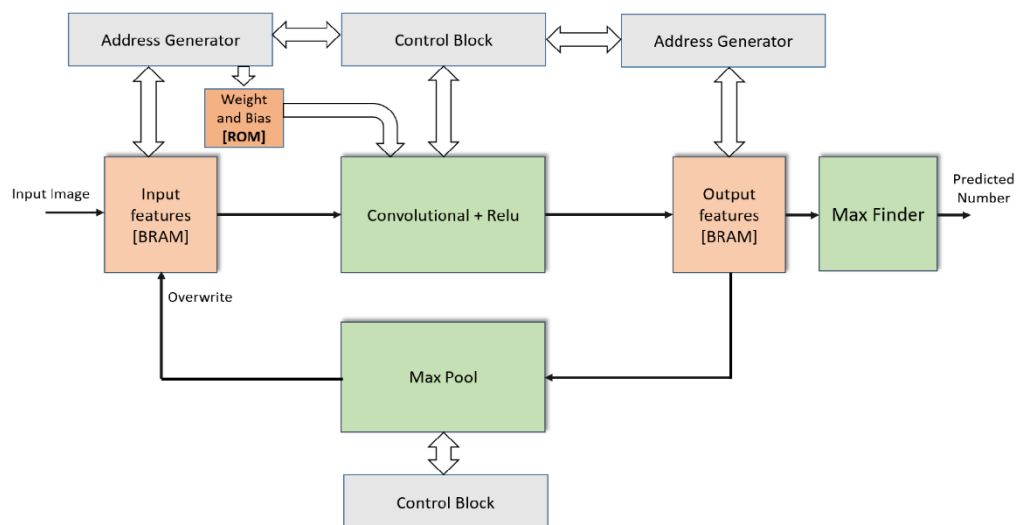 Address Generator
Control Block
Address Generator
Weight
and Bias
[ROM]
Input Image
Input
features
[BRAM]
Convolutional + Relu
Output
features
[BRAM]
Max Finder
Predicted
Number
Overwrite
Max Pool
Control Block